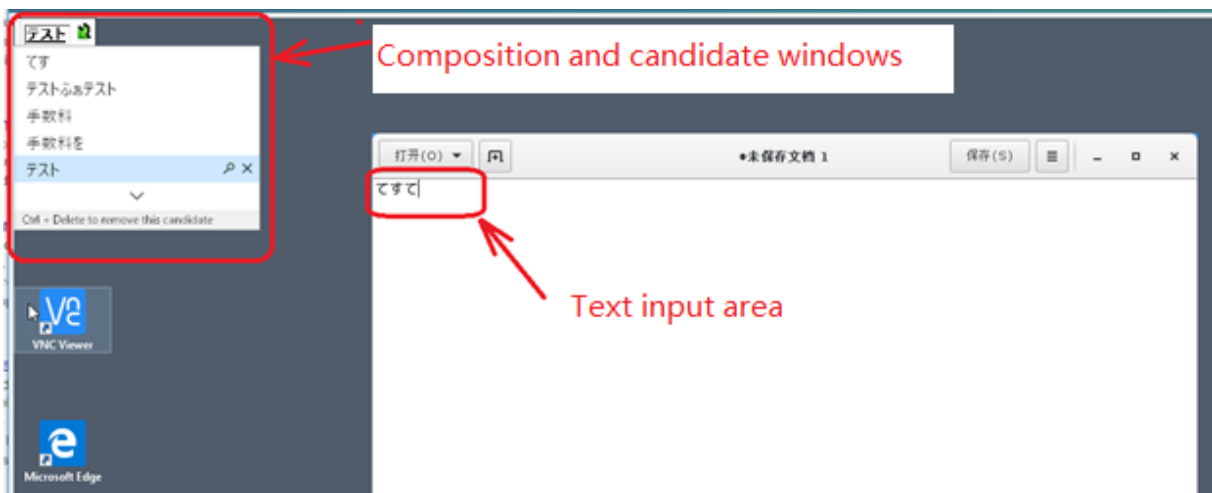 テスト
てす
テストふぁテスト
手数料
手数料を
テスト
Ctrl + Delete to remove this candidate
Composition and candidate windows
打开(O)
•未保存文档 1
保存(S)
てすて
Text input area
VNC Viewer
Microsoft Edge